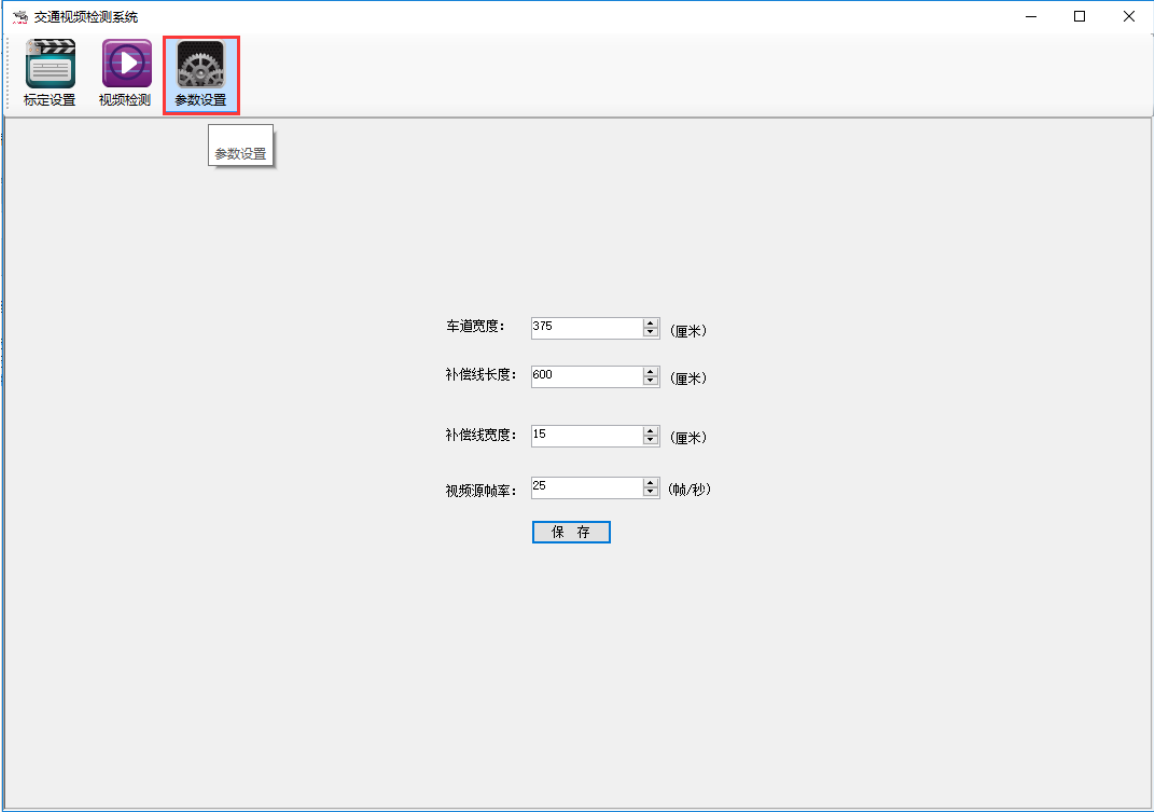 交通视频检测系统
标定设置 视频检测 参数设置
参数设置
车道宽度： 375 （厘米）
补偿线长度： 600 （厘米）
补偿线宽度： 15 （厘米）
视频源帧率： 25 (帧/秒)
保 存